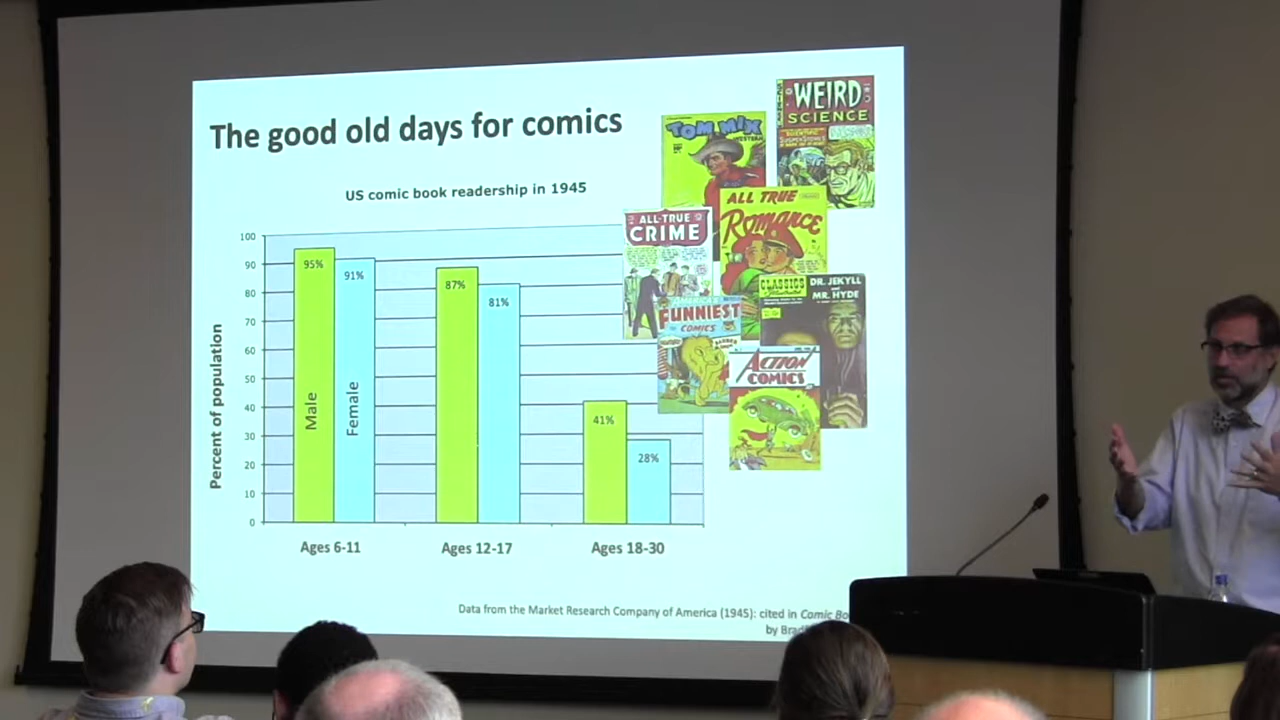 The good old days for comics
US comic book readership in 1945
Percent of population
100
90
80
70
60
50
40
30
20
10
0
95%
91%
87%
81%
41%
28%
Male
Female
Ages 6-11
Ages 12-17
Ages 18-30
TOM MIX
WESTERN
WEIRD
SCIENCE
ALL TRUE
Romance
ALL-TRUE
CRIME
CLASSICS
DR. JEKYLL
and
MR. HYDE
AMERICA'S
FUNNIEST
COMICS
ACTION
COMICS
Data from the Market Research Company of America (1945): cited in Comic
by